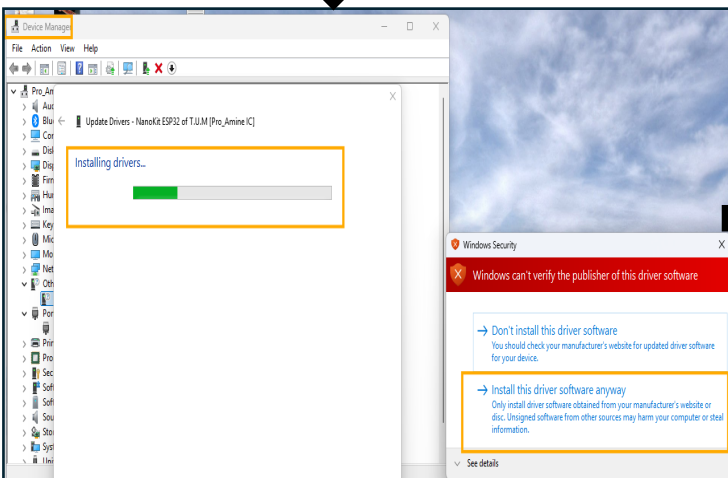 Device Manager
File Action View Help
Pro_Am
Aud
Blu
Con
Disk
Disp
Firm
Hur
Ima
Key
Mic
Mo
Net
Oth
Por
Prin
Pro
Sec
Soft
Soft
Sou
Stor
Syst
Uni
Update Drivers - NanoKit ESP32 of T.U.M [Pro_Amine IC]
Installing drivers...
Windows Security
Windows can't verify the publisher of this driver software
Don't install this driver software
You should check your manufacturer's website for updated driver software
for your device.
Install this driver software anyway
Only install driver software obtained from your manufacturer's website or
disc. Unsigned software from other sources may harm your computer or steal
information.
See details